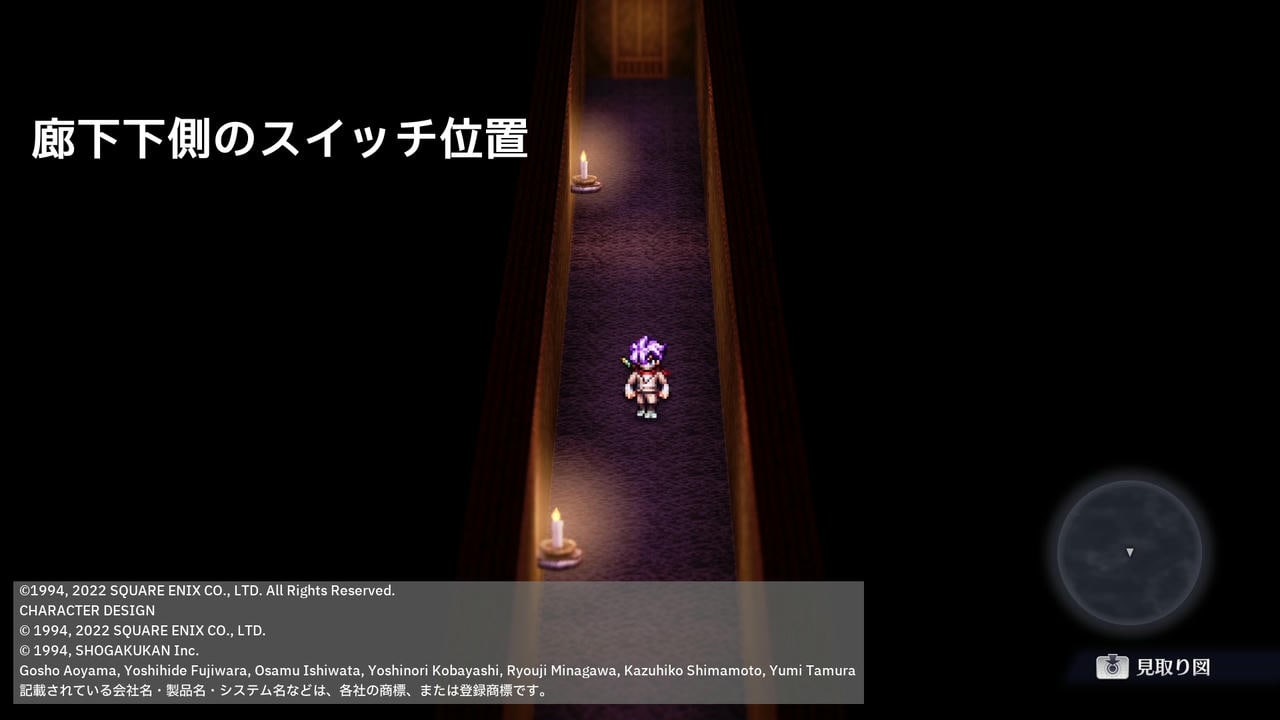 廊下下側のスイッチ位置
©1994, 2022 SQUARE ENIX CO., LTD. All Rights Reserved.
CHARACTER DESIGN
© 1994, 2022 SQUARE ENIX CO., LTD.
© 1994, SHOGAKUKAN Inc.
Gosho Aoyama, Yoshihide Fujiwara, Osamu Ishiwata, Yoshinori Kobayashi, Ryouji Minagawa, Kazuhiko Shimamoto, Yumi Tamura
記載されている会社名・製品名・システム名などは、各社の商標、または登録商標です。
見取り図